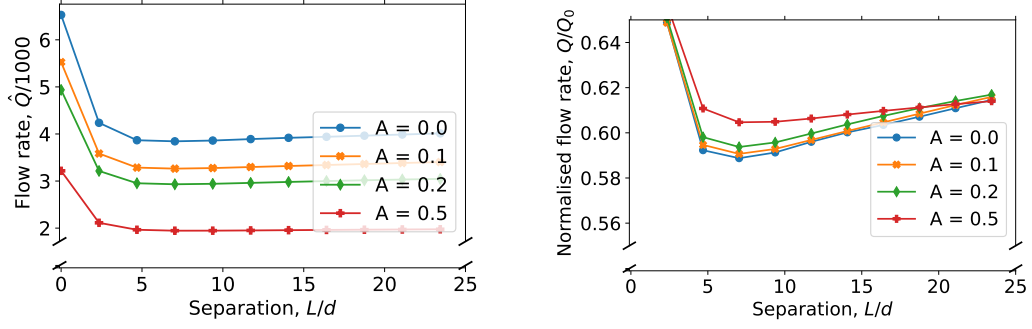 Flow rate, Q̂/1000
6
5
4
3
2
A = 0.0
A = 0.1
A = 0.2
A = 0.5
0
5
10
15
20
25
Separation, L/d
Normalised flow rate, Q/Q₀
0.64
0.62
0.60
0.58
0.56
A = 0.0
A = 0.1
A = 0.2
A = 0.5
0
5
10
15
20
25
Separation, L/d